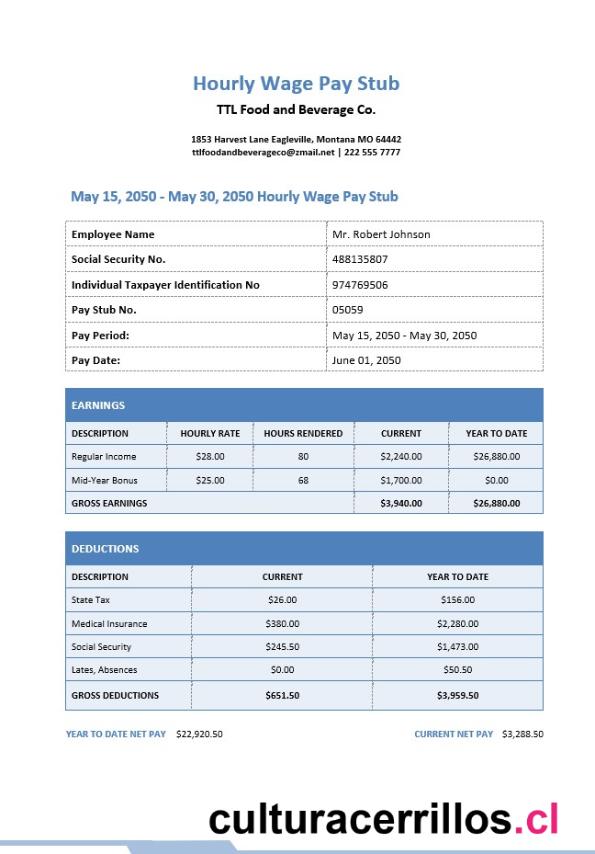 Hourly Wage Pay Stub
TTL Food and Beverage Co.
1853 Harvest Lane Eagleville, Montana MO 64442
ttlfoodandbeverageco@zmail.net | 222 555 7777
May 15, 2050 - May 30, 2050 Hourly Wage Pay Stub
Employee Name Mr. Robert Johnson
Social Security No. 488135807
Individual Taxpayer Identification No 974769506
Pay Stub No. 05059
Pay Period: May 15, 2050 - May 30, 2050
Pay Date: June 01, 2050
EARNINGS
DESCRIPTION HOURLY RATE HOURS RENDERED CURRENT YEAR TO DATE
Regular Income $28.00 80 $2,240.00 $26,880.00
Mid-Year Bonus $25.00 68 $1,700.00 $0.00
GROSS EARNINGS $3,940.00 $26,880.00
DEDUCTIONS
DESCRIPTION CURRENT YEAR TO DATE
State Tax $26.00 $156.00
Medical Insurance $380.00 $2,280.00
Social Security $245.50 $1,473.00
Lates, Absences $0.00 $50.50
GROSS DEDUCTIONS $651.50 $3,959.50
YEAR TO DATE NET PAY $22,920.50 CURRENT NET PAY $3,288.50
culturacerrillos.cl